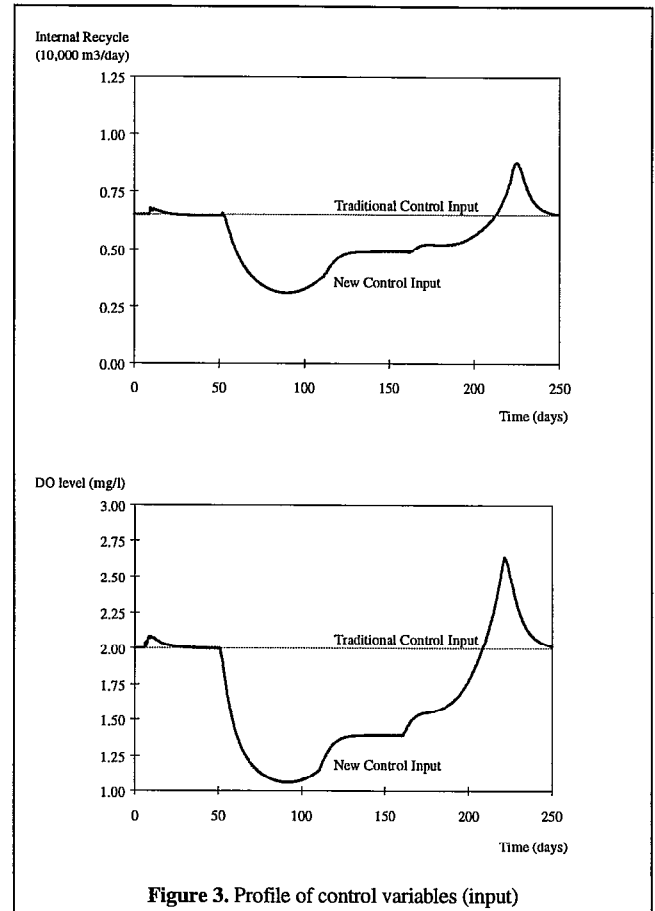 Internal Recycle
(10,000 m3/day)
1.25
1.00
0.75
Traditional Control Input
0.50
New Control Input
0.25
0.00
0 50 100 150 200 250
Time (days)
DO level (mg/l)
3.00
2.75
2.50
2.25
Traditional Control Input
2.00
1.75
1.50
1.25
New Control Input
1.00
0 50 100 150 200 250
Time (days)
Figure 3. Profile of control variables (input)